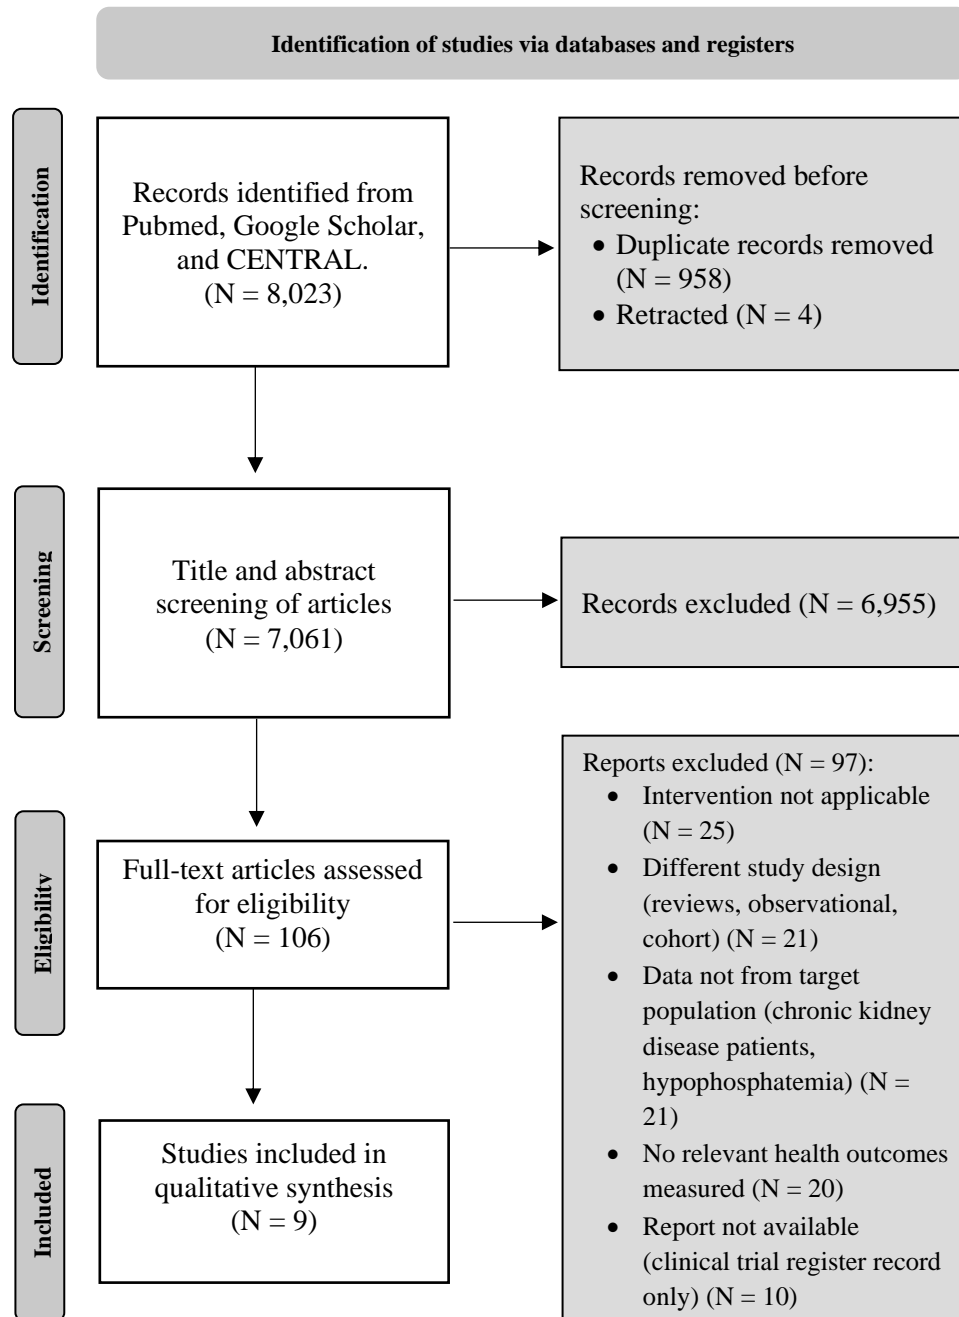 Identification of studies via databases and registers
Identification
Records identified from
Pubmed, Google Scholar,
and CENTRAL.
(N = 8,023)
Records removed before
screening:
• Duplicate records removed
(N = 958)
• Retracted (N = 4)
Screening
Title and abstract
screening of articles
(N = 7,061)
Records excluded (N = 6,955)
Eligibility
Full-text articles assessed
for eligibility
(N = 106)
Reports excluded (N = 97):
• Intervention not applicable
(N = 25)
• Different study design
(reviews, observational,
cohort) (N = 21)
• Data not from target
population (chronic kidney
disease patients,
hypophosphatemia) (N =
21)
• No relevant health outcomes
measured (N = 20)
• Report not available
(clinical trial register record
only) (N = 10)
Included
Studies included in
qualitative synthesis
(N = 9)